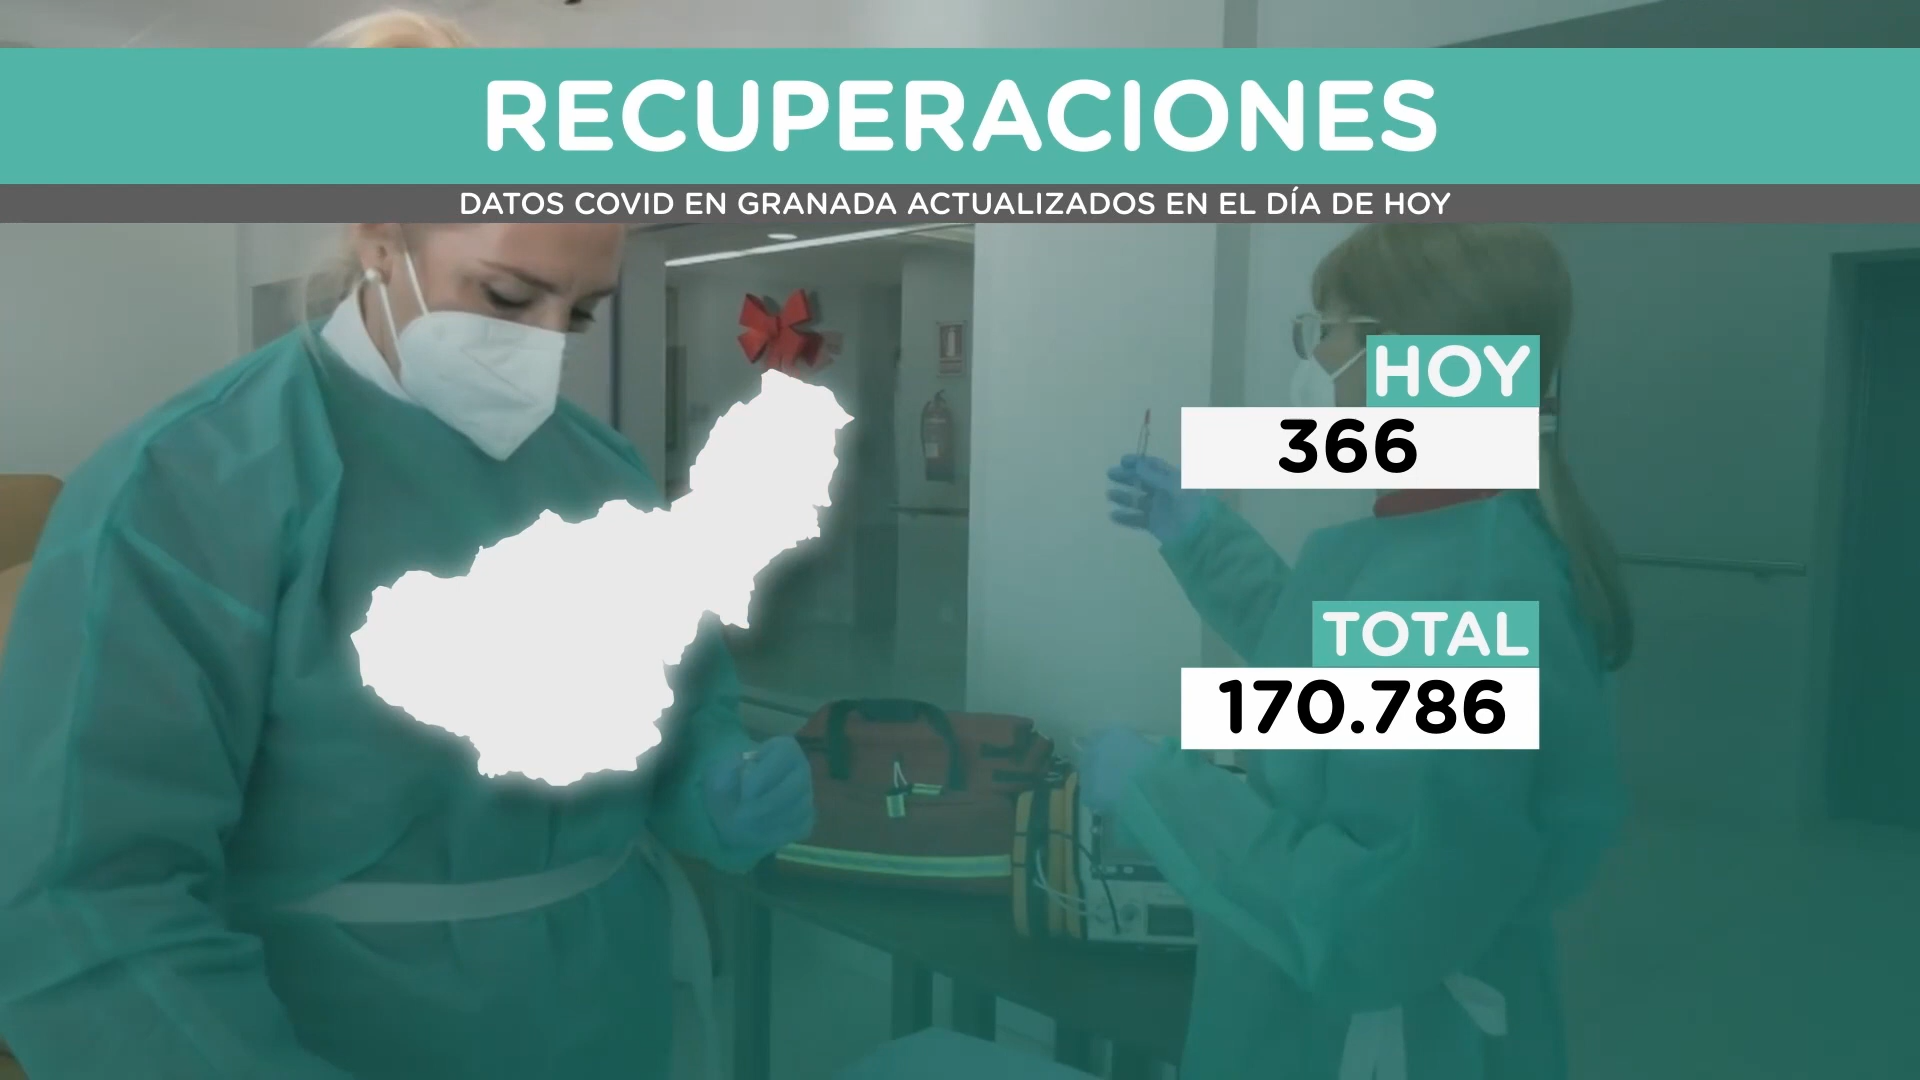 RECUPERACIONES
DATOS COVID EN GRANADA ACTUALIZADOS EN EL DÍA DE HOY
HOY
366
TOTAL
170.786